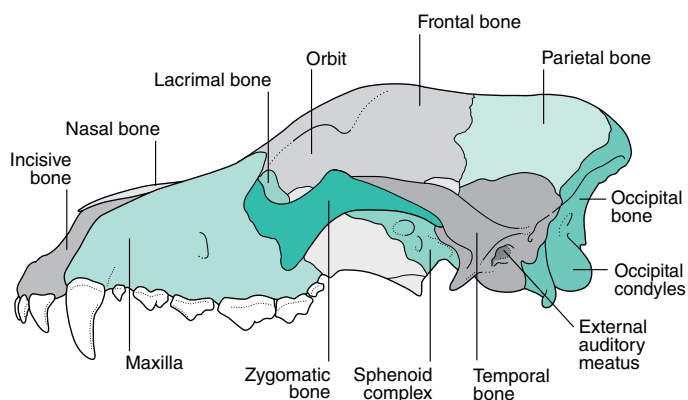 Frontal bone
Orbit
Parietal bone
Lacrimal bone
Nasal bone
Incisive
bone
Occipital
bone
Occipital
condyles
External
auditory
meatus
Maxilla
Zygomatic
bone
Sphenoid
complex
Temporal
bone